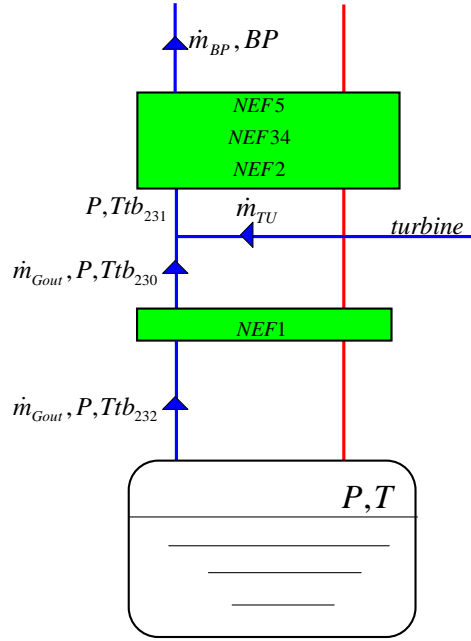 ṁ_BP, BP
NEF5
NEF34
NEF2
P,Ttb_231
ṁ_TU
turbine
ṁ_Gout, P,Ttb_230
NEF1
ṁ_Gout, P,Ttb_232
P,T